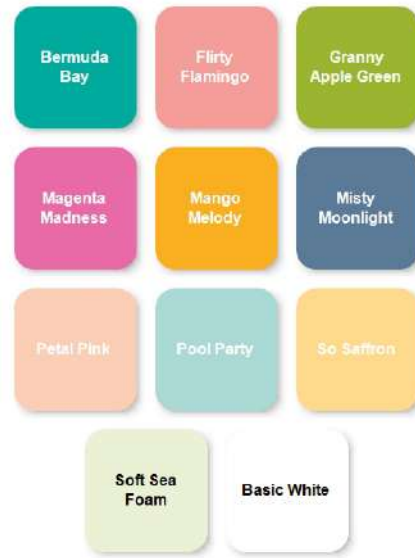 Bermuda
Bay
Flirty
Flamingo
Granny
Apple Green
Magenta
Madness
Mango
Melody
Misty
Moonlight
Petal Pink
Pool Party
So Saffron
Soft Sea
Foam
Basic White